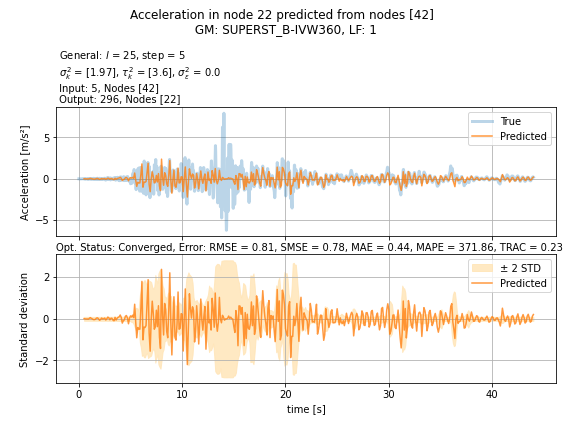 Acceleration in node 22 predicted from nodes [42]
GM: SUPERST_B-IVW360, LF: 1
General: l = 25, step = 5
σ²ₖ = [1.97], τ²ₖ = [3.6], σ²ε = 0.0
Input: 5, Nodes [42]
Output: 296, Nodes [22]
Acceleration [m/s²]
5
0
−5
True
Predicted
Opt. Status: Converged, Error: RMSE = 0.81, SMSE = 0.78, MAE = 0.44, MAPE = 371.86, TRAC = 0.23
Standard deviation
2
0
−2
± 2 STD
Predicted
0 10 20 30 40
time [s]